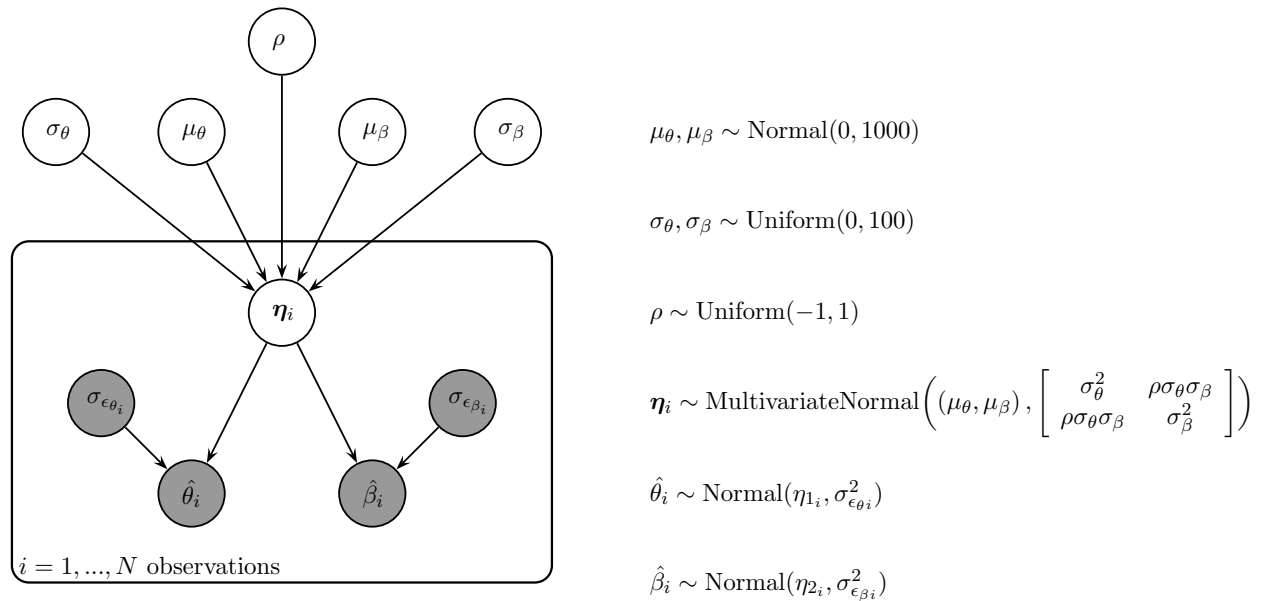 ρ
σ_θ μ_θ μ_β σ_β
η_i
σ_{ϵ_{θ_i}} σ_{ϵ_{β_i}}
θ̂_i β̂_i
i = 1, ..., N observations
μ_θ, μ_β ∼ Normal(0, 1000)
σ_θ, σ_β ∼ Uniform(0, 100)
ρ ∼ Uniform(−1, 1)
η_i ∼ MultivariateNormal((μ_θ, μ_β), [σ_θ^2 ρσ_θσ_β
ρσ_θσ_β σ_β^2])
θ̂_i ∼ Normal(η_{1_i}, σ^2_{ϵ_{θ i}})
β̂_i ∼ Normal(η_{2_i}, σ^2_{ϵ_{β i}})